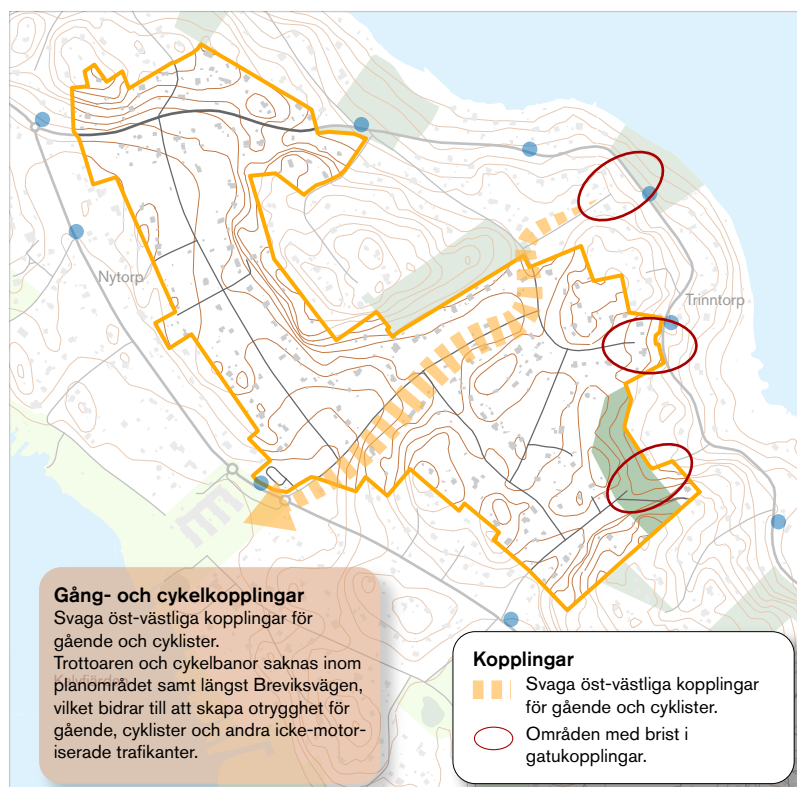 Nytorp
Trinntorp
Gång- och cykelkopplingar
Svaga öst-västliga kopplingar för
gående och cyklister.
Trottoaren och cykelbanor saknas inom
planområdet samt längst Breviksvägen,
vilket bidrar till att skapa otrygghet för
gående, cyklister och andra icke-motor-
iserade trafikanter.
Kopplingar
Svaga öst-västliga kopplingar
för gående och cyklister.
Områden med brist i
gatukopplingar.